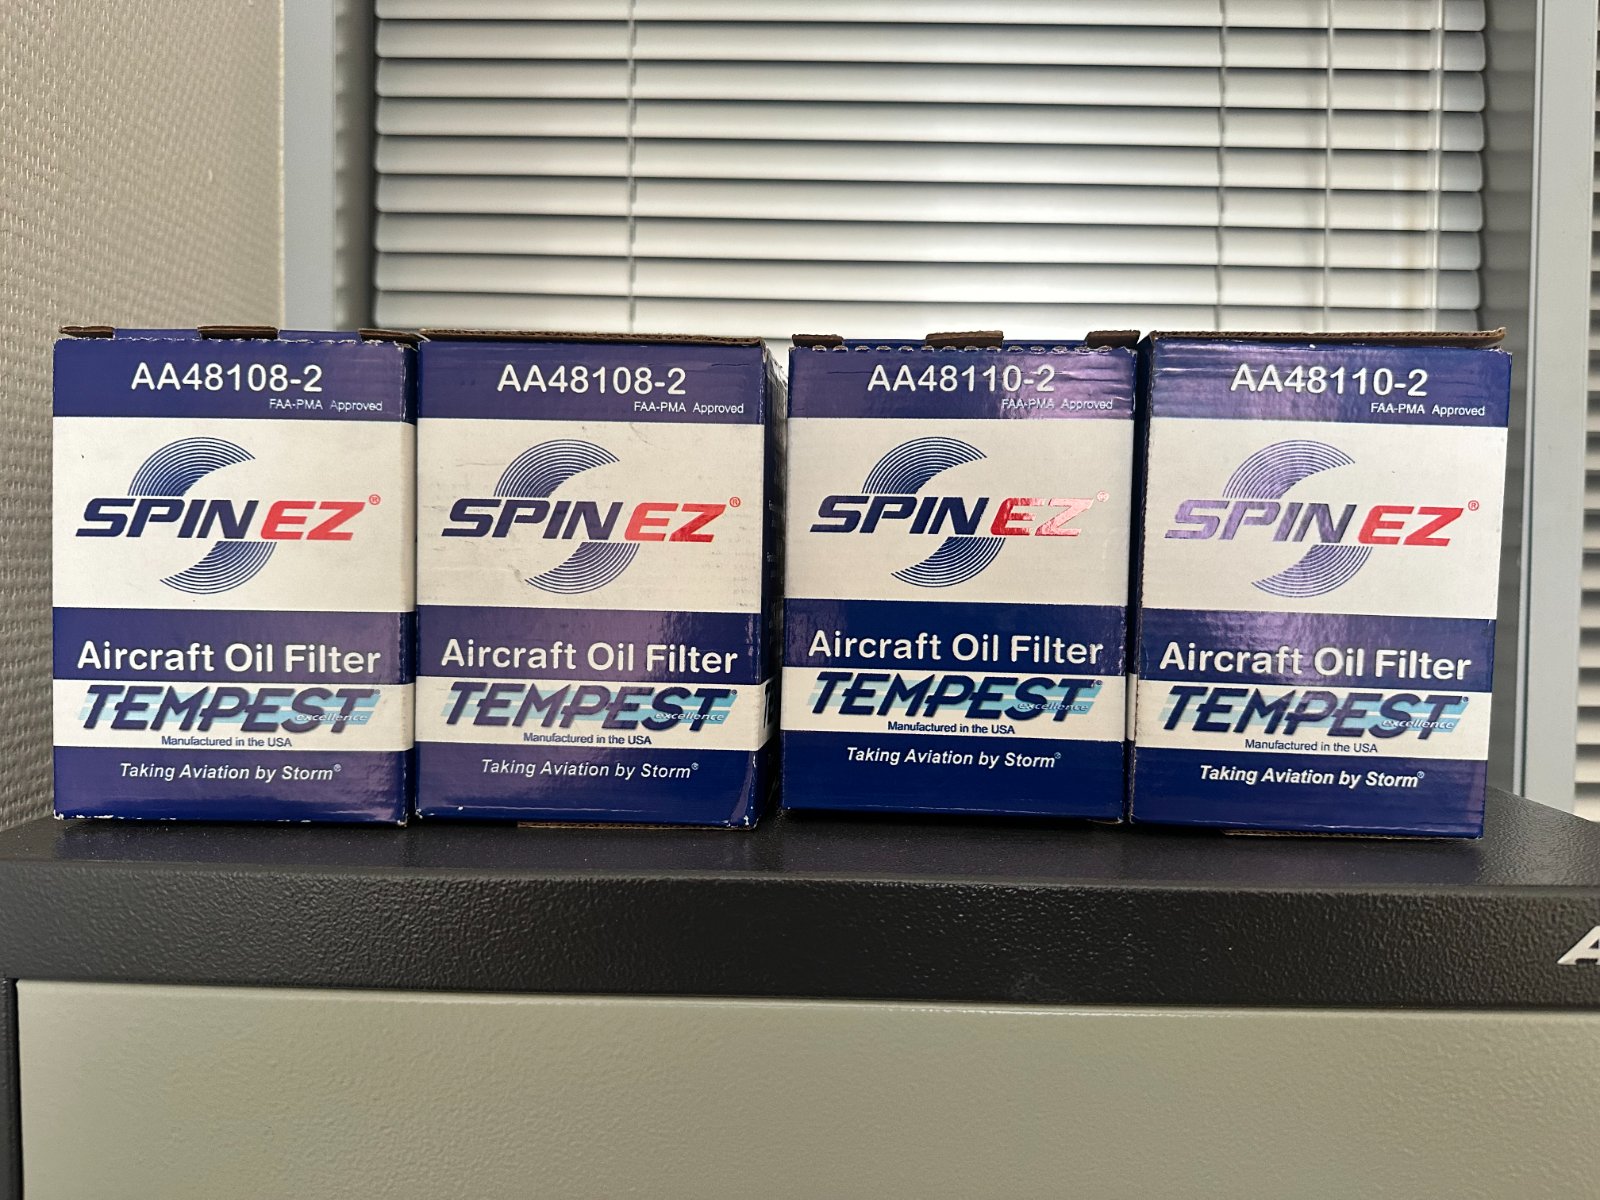 AA48108-2
FAA-PMA Approved
SPIN EZ®
Aircraft Oil Filter
TEMPEST®
excellence
Manufactured in the USA
Taking Aviation by Storm®
AA48108-2
FAA-PMA Approved
SPIN EZ®
Aircraft Oil Filter
TEMPEST®
excellence
Manufactured in the USA
Taking Aviation by Storm®
AA48110-2
FAA-PMA Approved
SPIN EZ®
Aircraft Oil Filter
TEMPEST®
excellence
Manufactured in the USA
Taking Aviation by Storm®
AA48110-2
FAA-PMA Approved
SPIN EZ®
Aircraft Oil Filter
TEMPEST®
excellence
Manufactured in the USA
Taking Aviation by Storm®